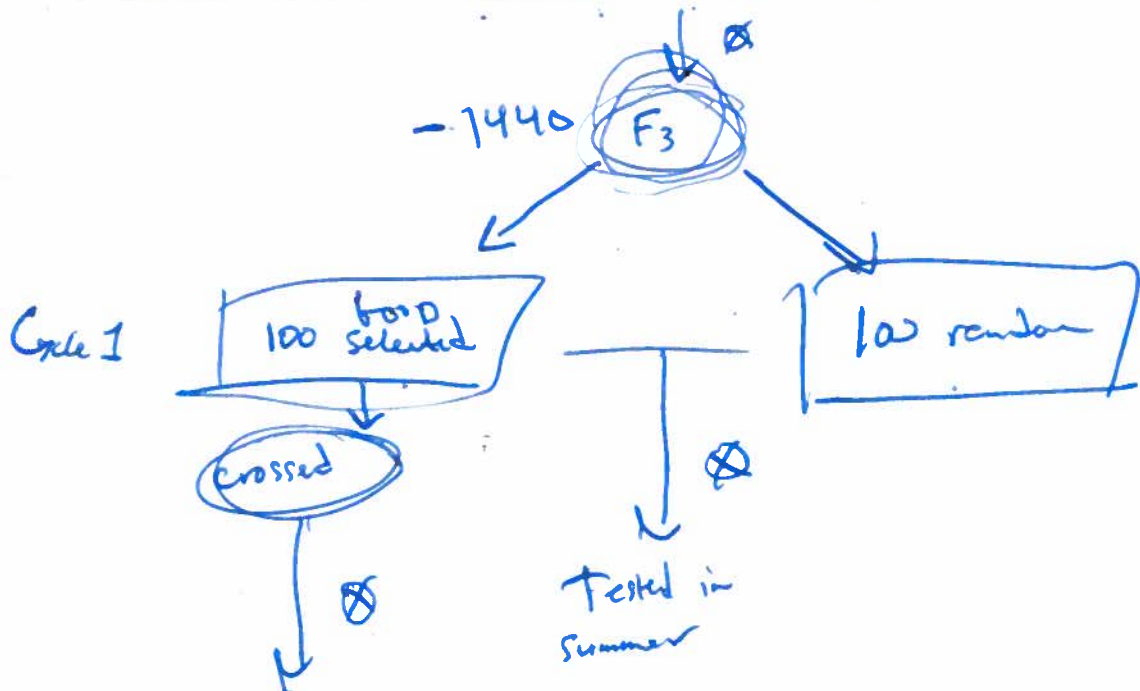 ⊗
~1440 F3
Cycle 1
100 selected
100 random
crossed
⊗
⊗
Tested in
summer